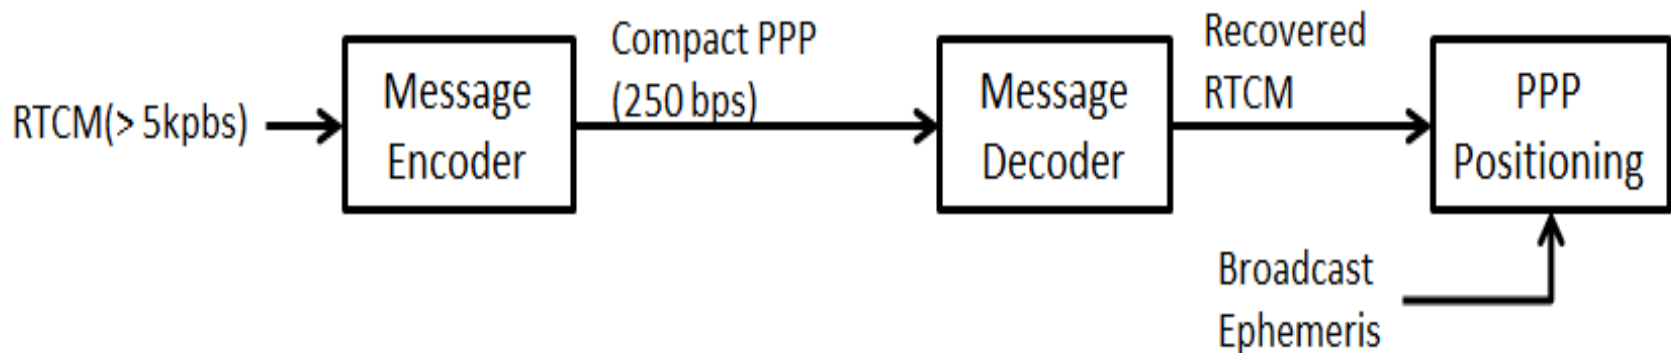 RTCM(> 5kpbs)
Message
Encoder
Compact PPP
(250 bps)
Message
Decoder
Recovered
RTCM
PPP
Positioning
Broadcast
Ephemeris